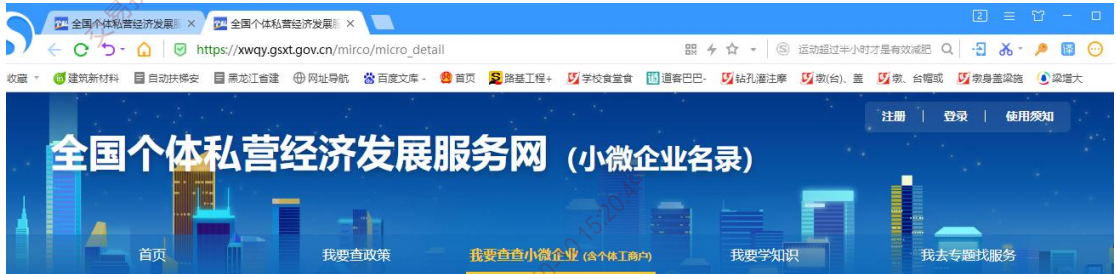 全国个体私营经济发展服 × 全国个体私营经济发展服 ×
2
https://xwqy.gsxt.gov.cn/mirco/micro_detail 运动超过半小时才是有效减肥
收藏 建筑新材料 自动扶梯安 黑龙江省建 网址导航 百度文库 - 首页 路基工程+ 学校食堂食 道客巴巴- 钻孔灌注摩 墩(台)、盖 墩、台帽或 墩身盖梁施 梁增大
注册 | 登录 | 使用须知
全国个体私营经济发展服务网 (小微企业名录)
首页 我要查政策 我要查查小微企业 (含个体工商户) 我要学知识 我去专题找服务